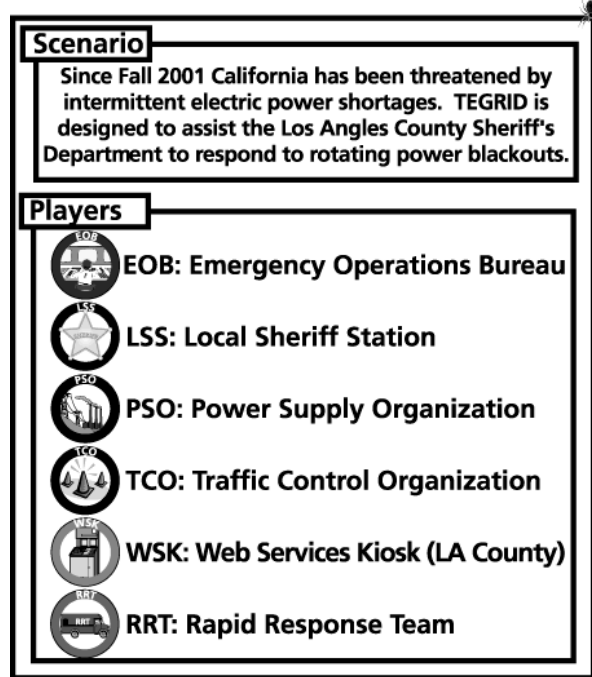 Scenario
Since Fall 2001 California has been threatened by
intermittent electric power shortages. TEGRID is
designed to assist the Los Angles County Sheriff's
Department to respond to rotating power blackouts.
Players
EOB
EOB: Emergency Operations Bureau
LSS
LSS: Local Sheriff Station
PSO
PSO: Power Supply Organization
TCO
TCO: Traffic Control Organization
WSK
WSK: Web Services Kiosk (LA County)
RRT
RRT
RRT: Rapid Response Team